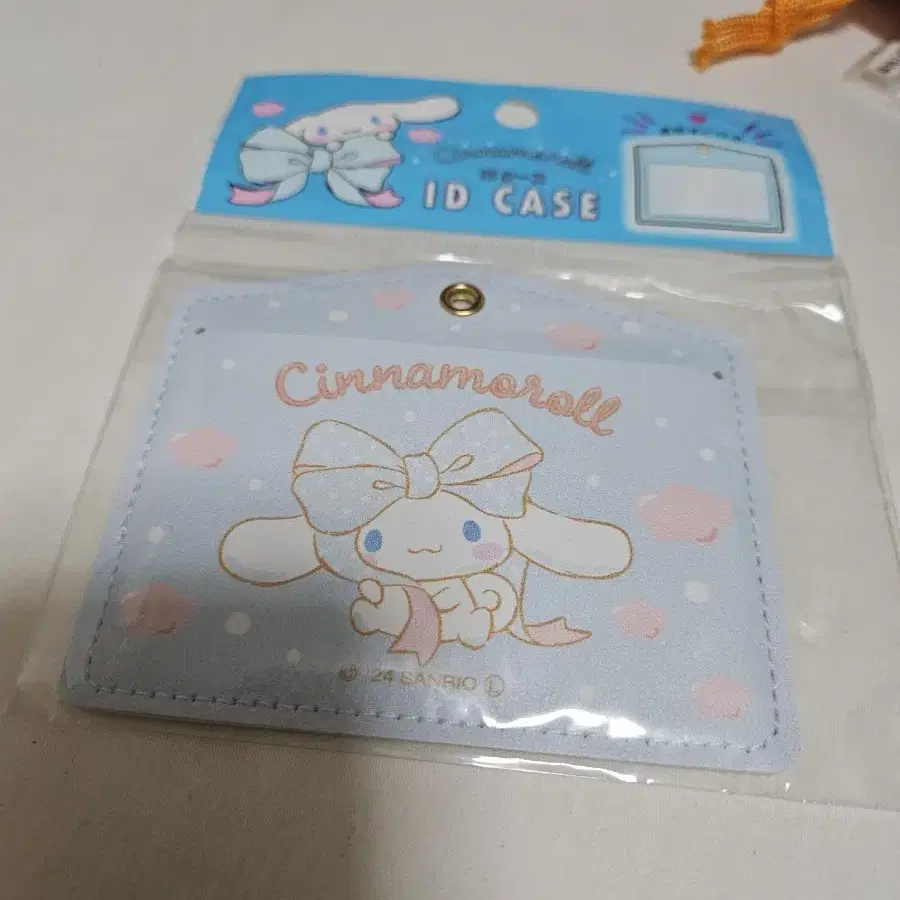 Cinnamoroll
ID CASE
Cinnamoroll
© '24 SANRIO Ⓛ